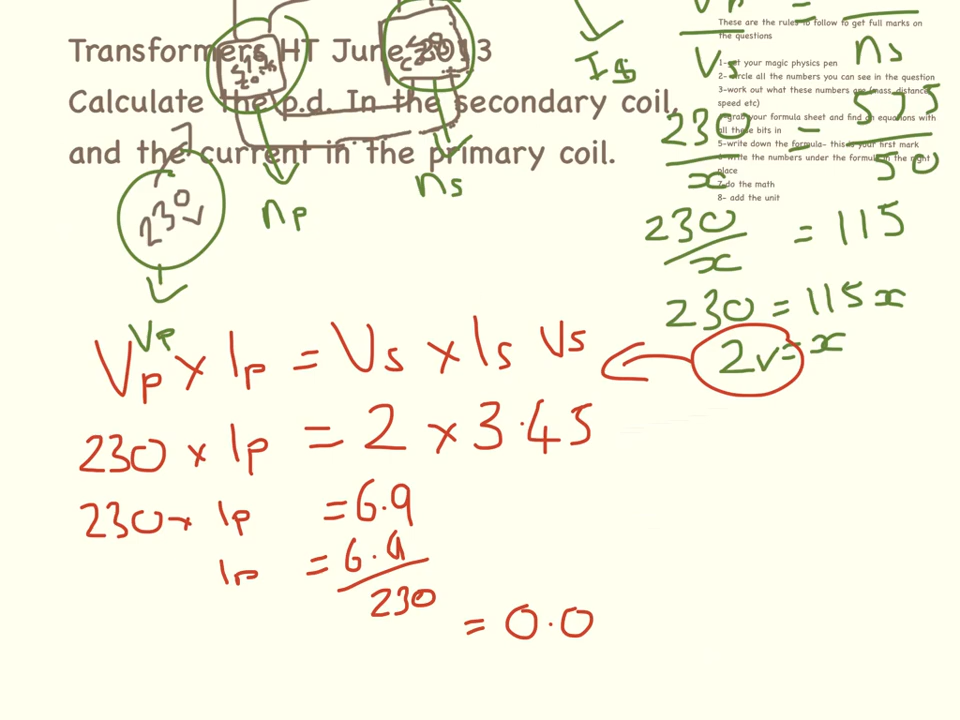 Transformers HT June 2013
Calculate the p.d. In the secondary coil,
and the current in the primary coil.
230
np
ns
Is
Vp
Vp =
Vs ns
230 = 575
x 50
230 = 115
x
230 = 115x
2v = x
These are the rules to follow to get full marks on
the questions
1-get your magic physics pen
2- circle all the numbers you can see in the question
3-work out what these numbers are (mass, distance,
speed etc)
4-grab your formula sheet and find an equations with
all those bits in
5-write down the formula- this is your first mark
6-write the numbers under the formula in the right
place
7-do the math
8- add the unit
Vp x Ip = Vs x Is Vs
230 x Ip = 2 x 3.45
230 x Ip = 6.9
Ip = 6.9
230
= 0.0